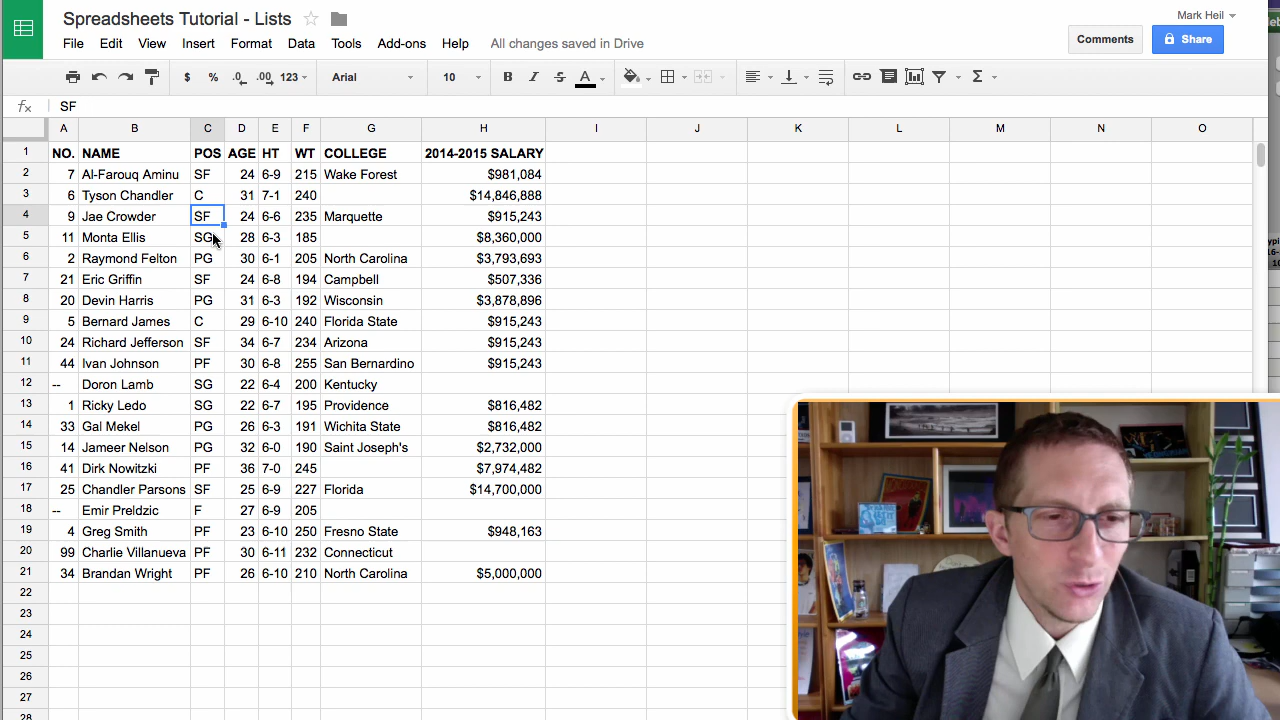 Spreadsheets Tutorial - Lists
Mark Heil
File Edit View Insert Format Data Tools Add-ons Help All changes saved in Drive
Comments Share
$ % .0 .00 123 Arial 10 B I S A Σ
fx SF
A B C D E F G H I J K L M N O
1 NO. NAME POS AGE HT WT COLLEGE 2014-2015 SALARY
2 7 Al-Farouq Aminu SF 24 6-9 215 Wake Forest $981,084
3 6 Tyson Chandler C 31 7-1 240 $14,846,888
4 9 Jae Crowder SF 24 6-6 235 Marquette $915,243
5 11 Monta Ellis SG 28 6-3 185 $8,360,000
6 2 Raymond Felton PG 30 6-1 205 North Carolina $3,793,693
7 21 Eric Griffin SF 24 6-8 194 Campbell $507,336
8 20 Devin Harris PG 31 6-3 192 Wisconsin $3,878,896
9 5 Bernard James C 29 6-10 240 Florida State $915,243
10 24 Richard Jefferson SF 34 6-7 234 Arizona $915,243
11 44 Ivan Johnson PF 30 6-8 255 San Bernardino $915,243
12 -- Doron Lamb SG 22 6-4 200 Kentucky
13 1 Ricky Ledo SG 22 6-7 195 Providence $816,482
14 33 Gal Mekel PG 26 6-3 191 Wichita State $816,482
15 14 Jameer Nelson PG 32 6-0 190 Saint Joseph's $2,732,000
16 41 Dirk Nowitzki PF 36 7-0 245 $7,974,482
17 25 Chandler Parsons SF 25 6-9 227 Florida $14,700,000
18 -- Emir Preldzic F 27 6-9 205
19 4 Greg Smith PF 23 6-10 250 Fresno State $948,163
20 99 Charlie Villanueva PF 30 6-11 232 Connecticut
21 34 Brandan Wright PF 26 6-10 210 North Carolina $5,000,000
22
23
24
25
26
27
28